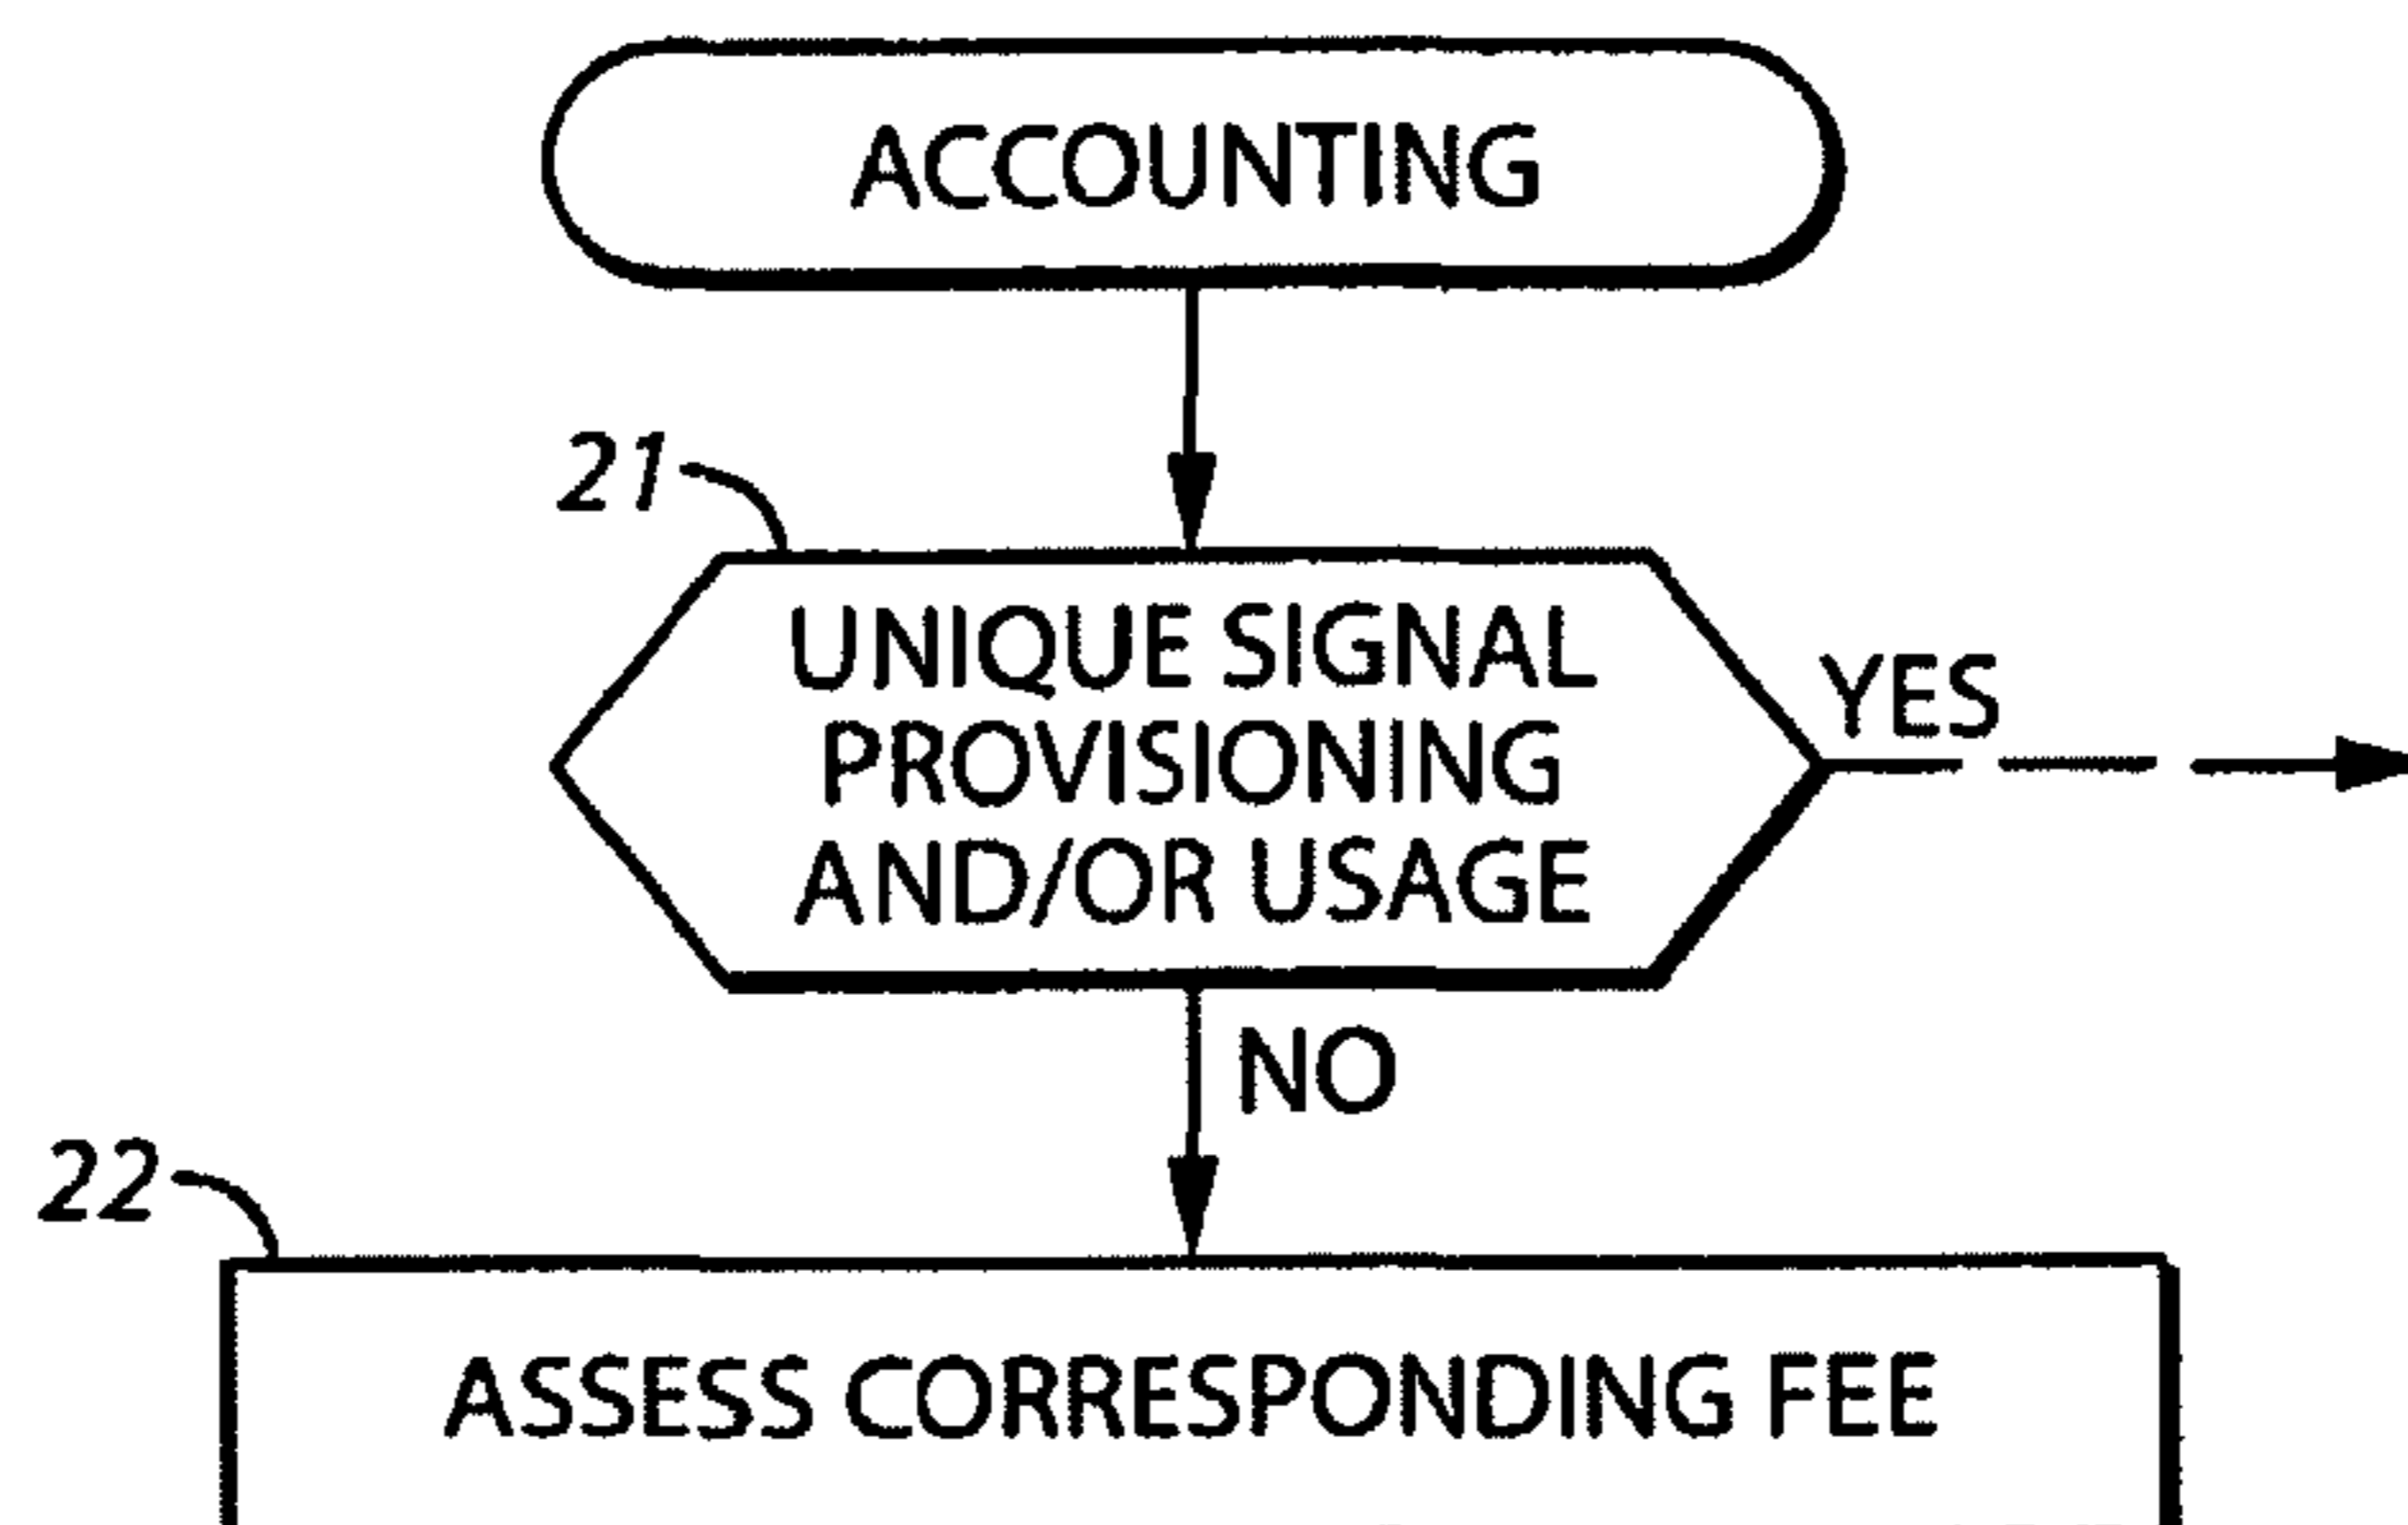 ACCOUNTING
21
UNIQUE SIGNAL
PROVISIONING
AND/OR USAGE
YES
NO
22
ASSESS CORRESPONDING FEE